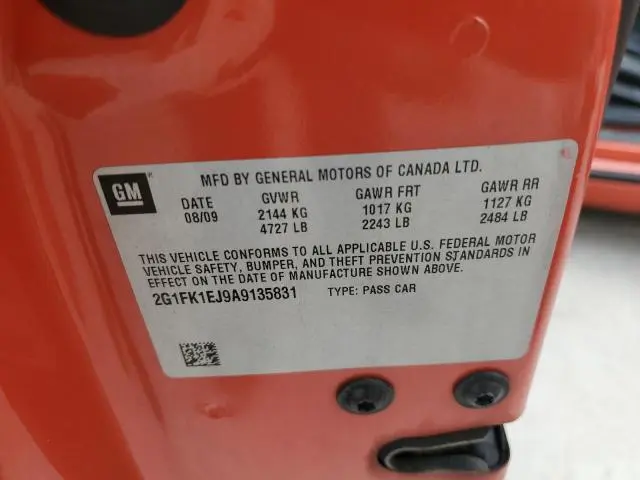 GM
MFD BY GENERAL MOTORS OF CANADA LTD.
DATE GVWR GAWR FRT GAWR RR
08/09 2144 KG 1017 KG 1127 KG
4727 LB 2243 LB 2484 LB
THIS VEHICLE CONFORMS TO ALL APPLICABLE U.S. FEDERAL MOTOR
VEHICLE SAFETY, BUMPER, AND THEFT PREVENTION STANDARDS IN
EFFECT ON THE DATE OF MANUFACTURE SHOWN ABOVE.
2G1FK1EJ9A9135831 TYPE: PASS CAR